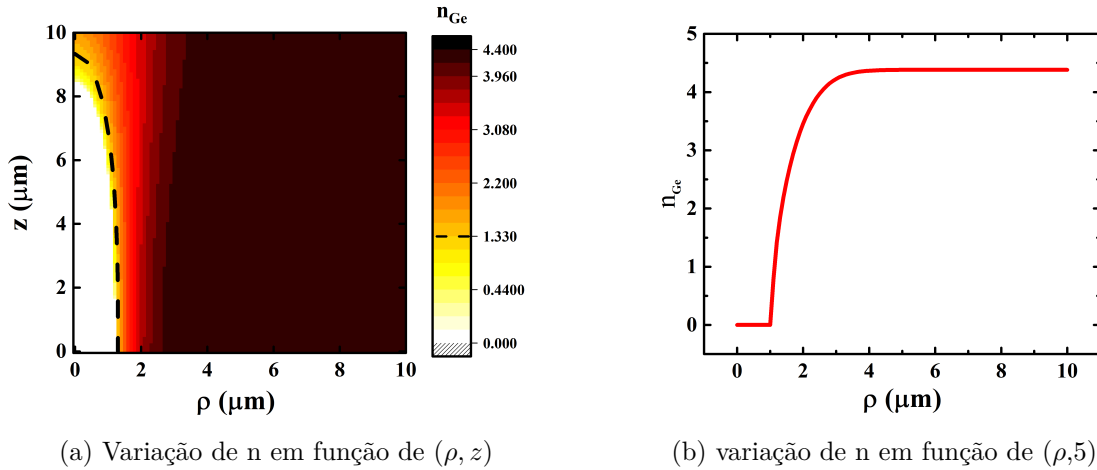 n_Ge
10
8
6
4
2
0
z (μm)
0 2 4 6 8 10
ρ (μm)
4.400
3.960
3.080
2.200
1.330
0.4400
0.000
(a) Variação de n em função de (ρ, z)
5
4
3
2
1
0
n_Ge
0 2 4 6 8 10
ρ (μm)
(b) variação de n em função de (ρ,5)